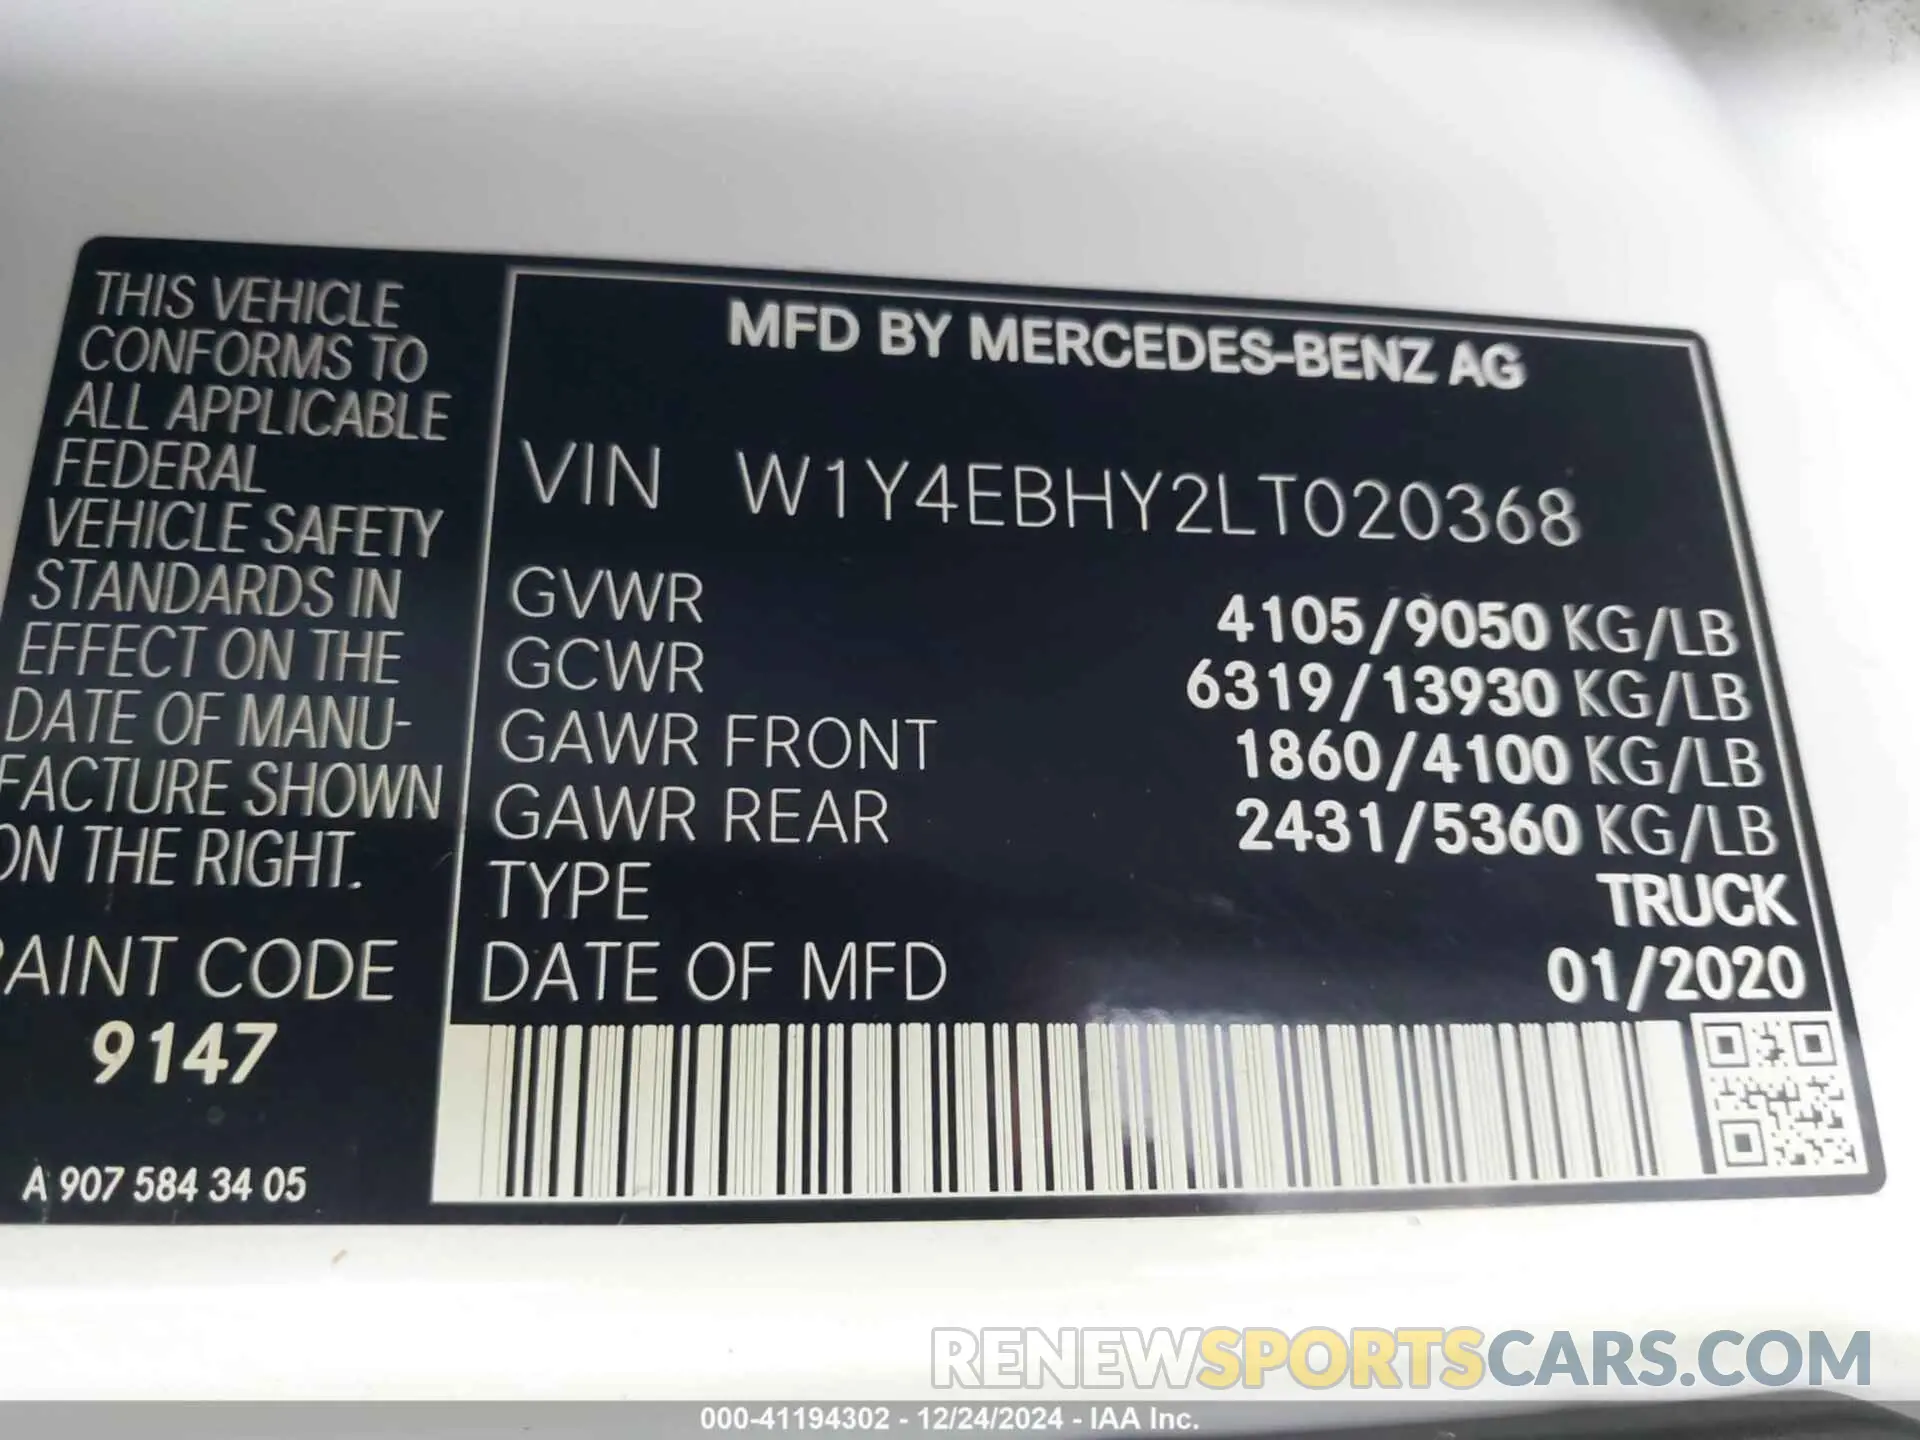 THIS VEHICLE
CONFORMS TO
ALL APPLICABLE
FEDERAL
VEHICLE SAFETY
STANDARDS IN
EFFECT ON THE
DATE OF MANU-
FACTURE SHOWN
ON THE RIGHT.
PAINT CODE
9147
A 907 584 34 05
MFD BY MERCEDES-BENZ AG
VIN W1Y4EBHY2LT020368
GVWR 4105/9050 KG/LB
GCWR 6319/13930 KG/LB
GAWR FRONT 1860/4100 KG/LB
GAWR REAR 2431/5360 KG/LB
TYPE TRUCK
DATE OF MFD 01/2020
RENEWSPORTSCARS.COM
000-41194302 - 12/24/2024 - IAA Inc.